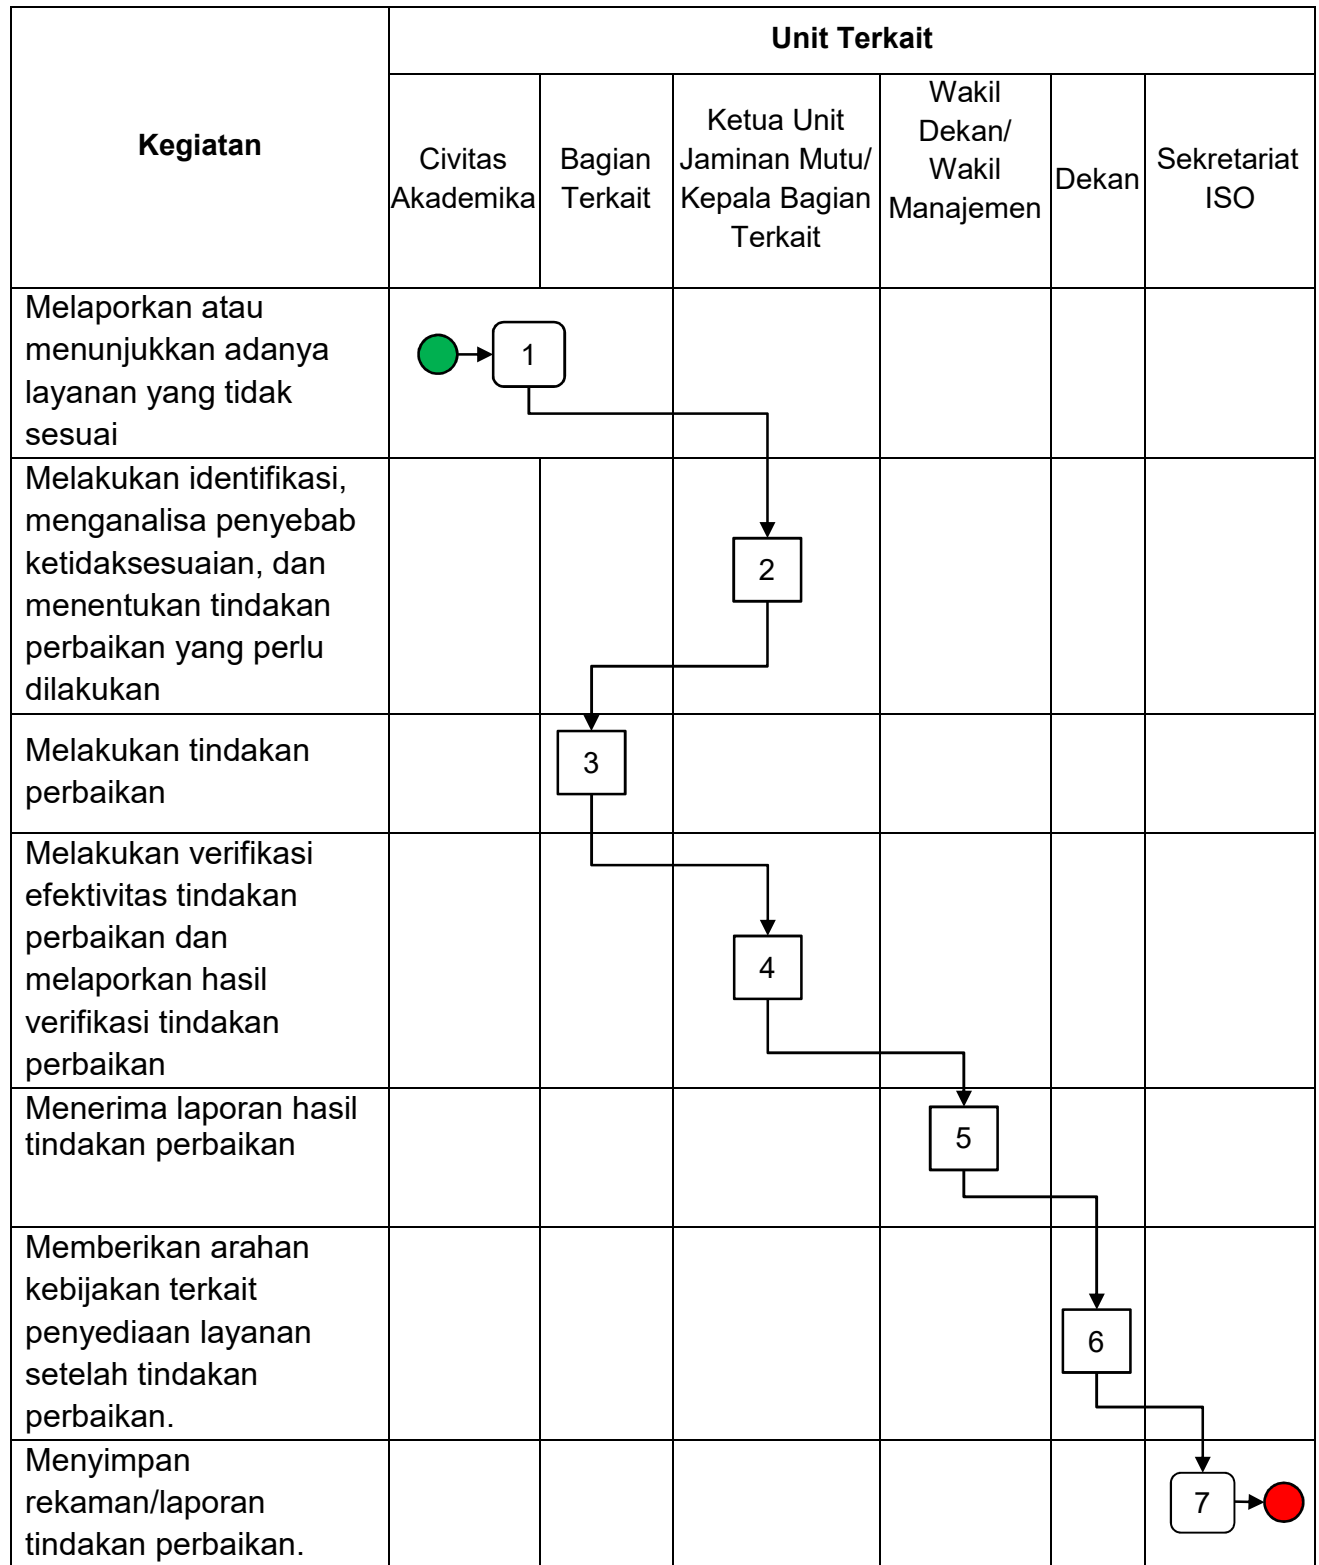 Kegiatan
Unit Terkait
Civitas
Akademika
Bagian
Terkait
Ketua Unit
Jaminan Mutu/
Kepala Bagian
Terkait
Wakil
Dekan/
Wakil
Manajemen
Dekan
Sekretariat
ISO
Melaporkan atau
menunjukkan adanya
layanan yang tidak
sesuai
1
Melakukan identifikasi,
menganalisa penyebab
ketidaksesuaian, dan
menentukan tindakan
perbaikan yang perlu
dilakukan
2
Melakukan tindakan
perbaikan
3
Melakukan verifikasi
efektivitas tindakan
perbaikan dan
melaporkan hasil
verifikasi tindakan
perbaikan
4
Menerima laporan hasil
tindakan perbaikan
5
Memberikan arahan
kebijakan terkait
penyediaan layanan
setelah tindakan
perbaikan.
6
Menyimpan
rekaman/laporan
tindakan perbaikan.
7